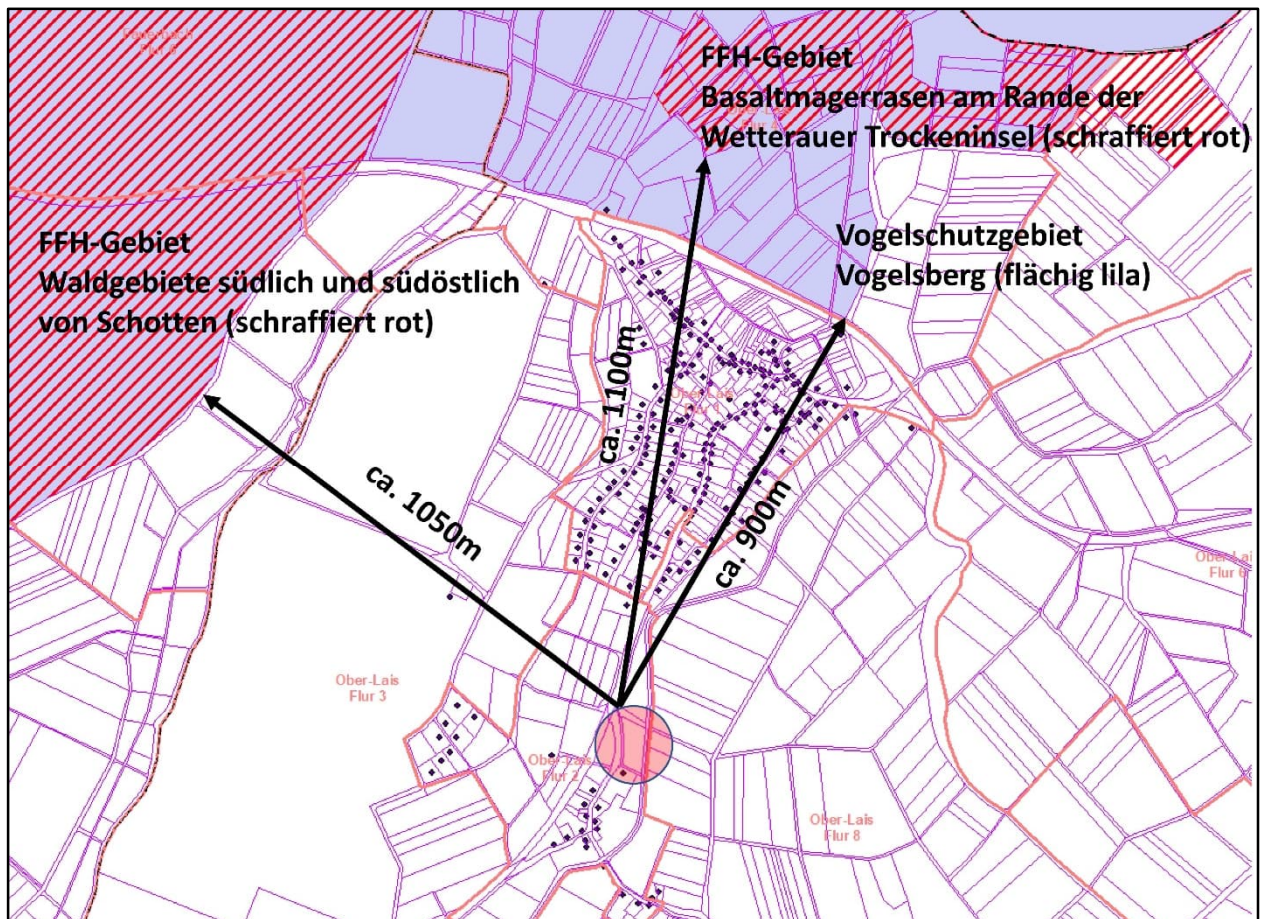 FFH-Gebiet
Basaltmagerrasen am Rande der
Wetterauer Trockeninsel (schraffiert rot)
FFH-Gebiet
Waldgebiete südlich und südöstlich
von Schotten (schraffiert rot)
Vogelschutzgebiet
Vogelsberg (flächig lila)
ca. 1100m
ca. 1050m
ca. 900m
Ober-Lais
Ober-Lais
Flur 3
Ober-Lais
Flur 2
Ober-Lais
Flur 8
Flur 6